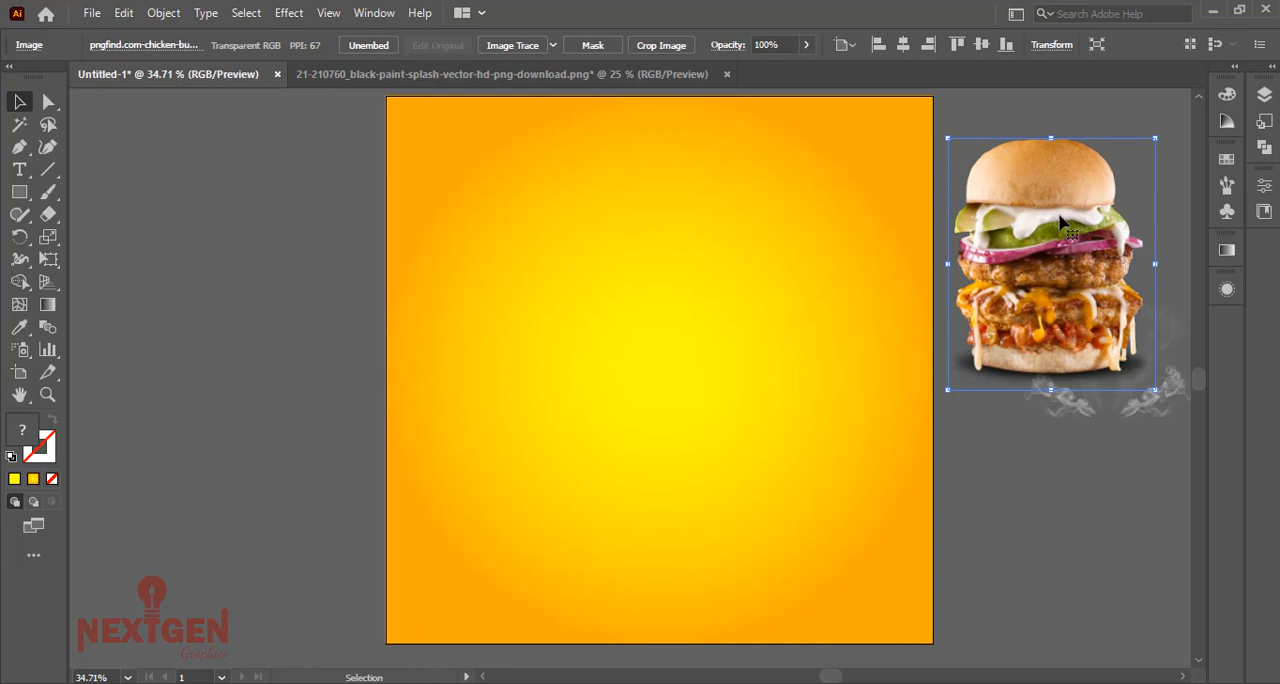 Ai File Edit Object Type Select Effect View Window Help Search Adobe Help
Image pngfind.com-chicken-bu... Transparent RGB PPI: 67 Unembed Edit Original Image Trace Mask Crop Image Opacity: 100% Transform
Untitled-1* @ 34.71 % (RGB/Preview) × 21-210760_black-paint-splash-vector-hd-png-download.png* @ 25 % (RGB/Preview) ×
?
NEXTGEN
Graphics
34.71% 1 Selection